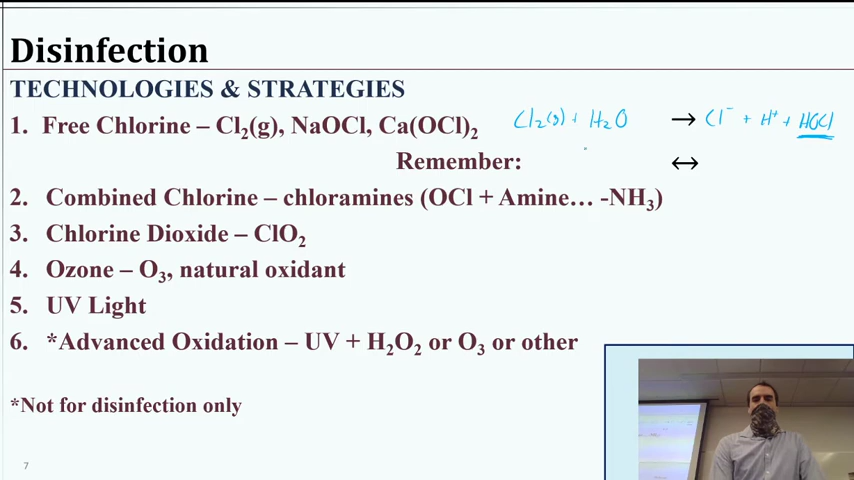 Disinfection
TECHNOLOGIES & STRATEGIES
1. Free Chlorine – Cl₂(g), NaOCl, Ca(OCl)₂ Cl₂(g) + H₂O → Cl⁻ + H⁺ + HOCl
Remember: ↔
2. Combined Chlorine – chloramines (OCl + Amine… -NH₃)
3. Chlorine Dioxide – ClO₂
4. Ozone – O₃, natural oxidant
5. UV Light
6. *Advanced Oxidation – UV + H₂O₂ or O₃ or other
*Not for disinfection only
7